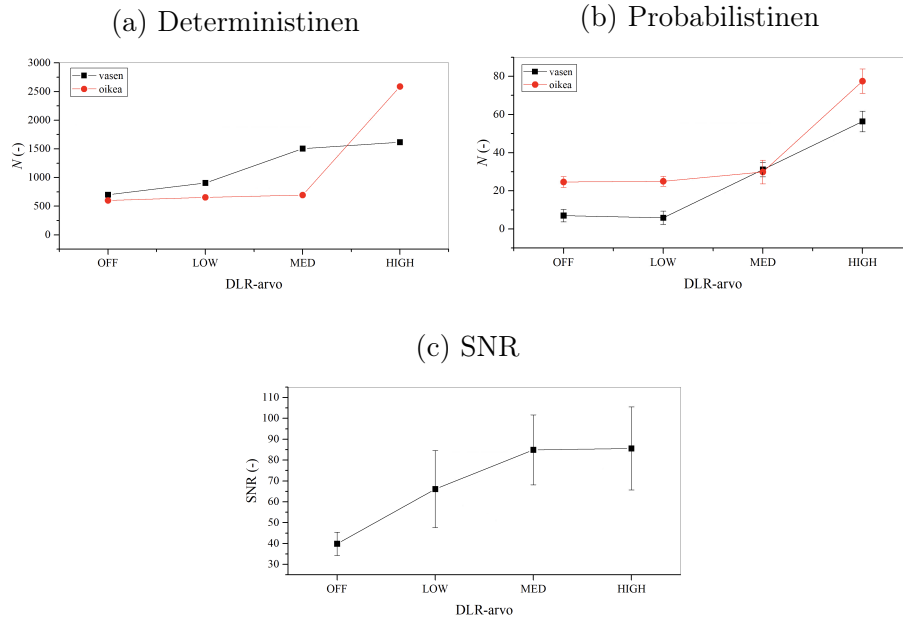 (a) Deterministinen
vasen
oikea
3000
2500
2000
1500
1000
500
0
N (-)
OFF
LOW
MED
HIGH
DLR-arvo
(b) Probabilistinen
vasen
oikea
80
60
40
20
0
N (-)
OFF
LOW
MED
HIGH
DLR-arvo
(c) SNR
110
100
90
80
70
60
50
40
30
SNR (-)
OFF
LOW
MED
HIGH
DLR-arvo